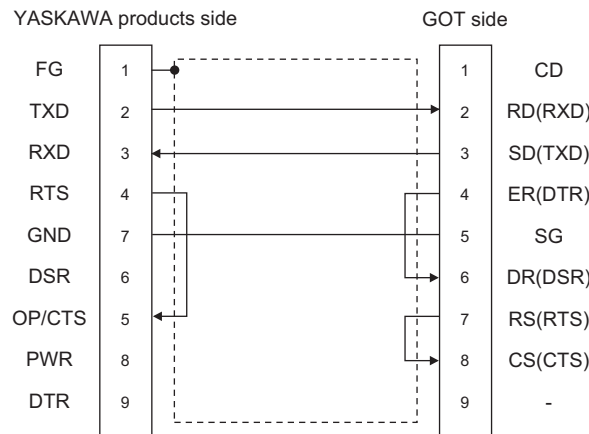 YASKAWA products side GOT side
FG 1 1 CD
TXD 2 2 RD(RXD)
RXD 3 3 SD(TXD)
RTS 4 4 ER(DTR)
GND 7 5 SG
DSR 6 6 DR(DSR)
OP/CTS 5 7 RS(RTS)
PWR 8 8 CS(CTS)
DTR 9 9 -